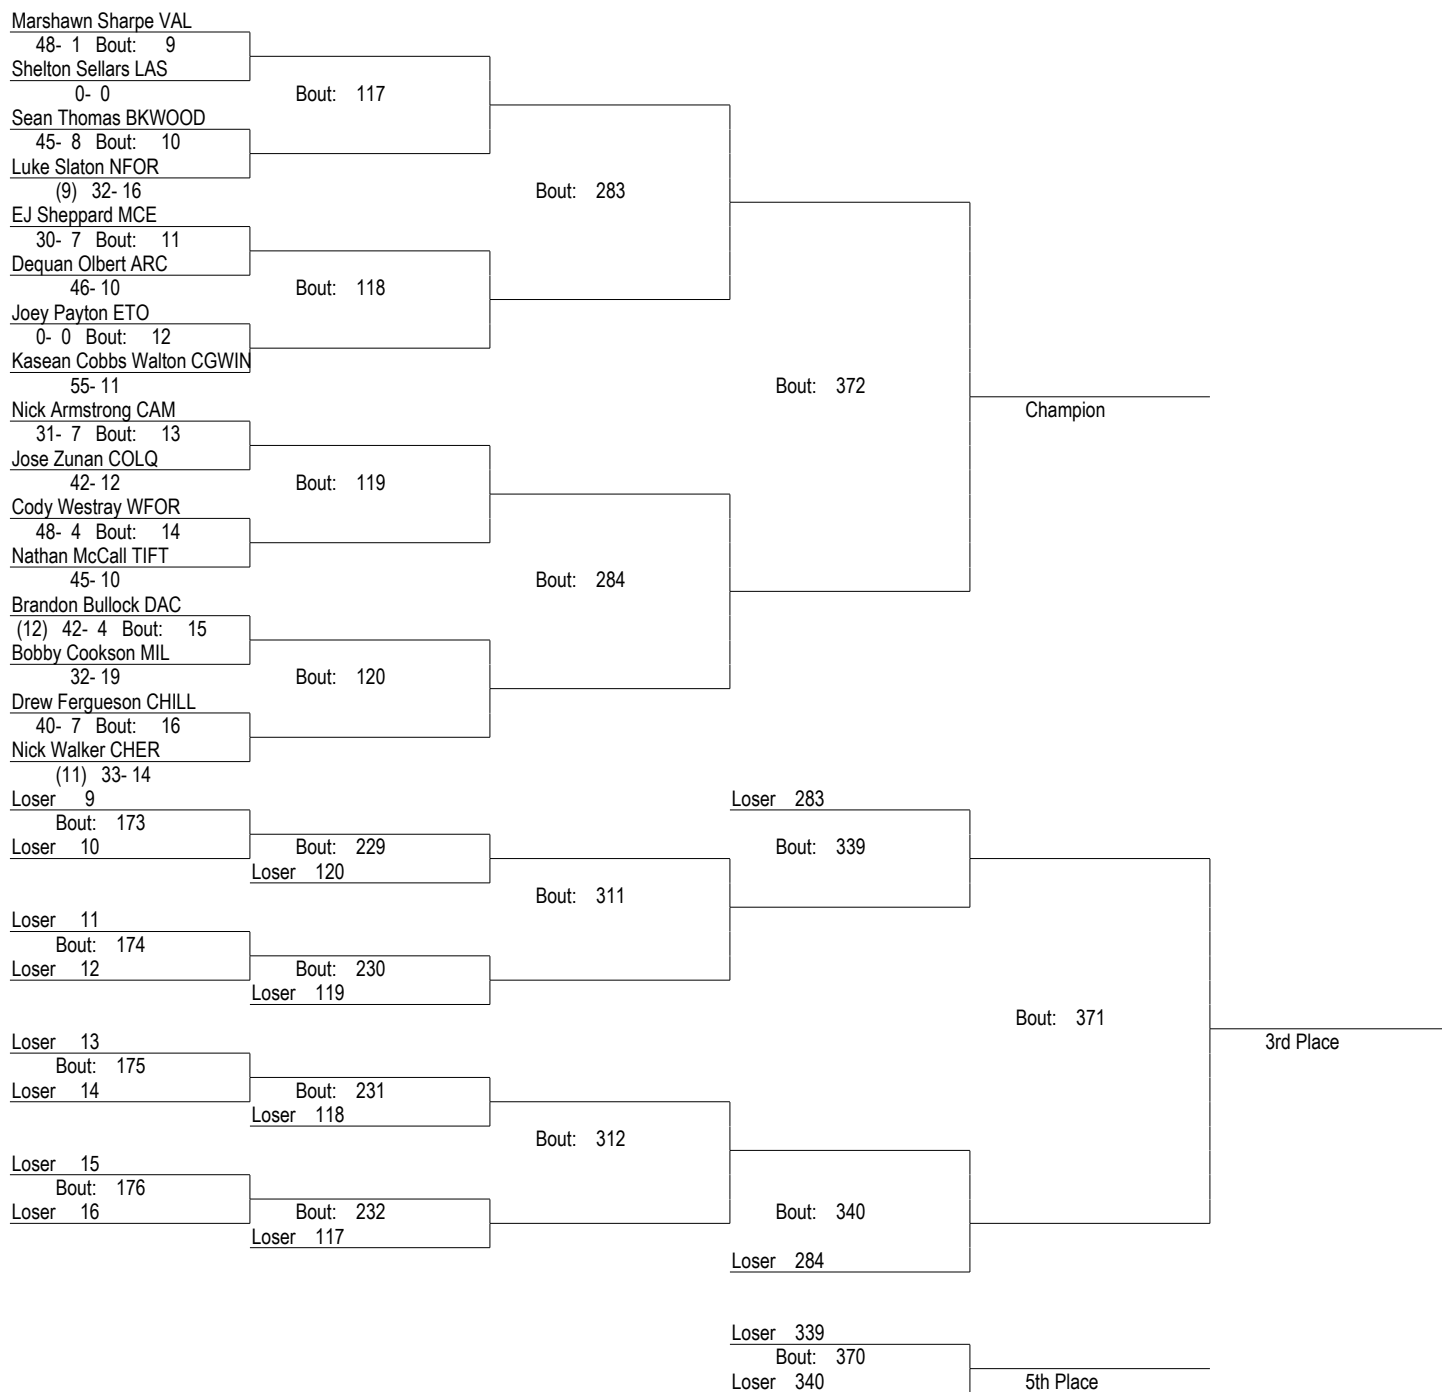 Marshawn Sharpe VAL
48- 1 Bout: 9
Shelton Sellars LAS
0- 0
Bout: 117
Sean Thomas BKWOOD
45- 8 Bout: 10
Luke Slaton NFOR
(9) 32- 16
Bout: 283
EJ Sheppard MCE
30- 7 Bout: 11
Dequan Olbert ARC
46- 10
Bout: 118
Joey Payton ETO
0- 0 Bout: 12
Kasean Cobbs Walton CGWIN
55- 11
Bout: 372
Nick Armstrong CAM
Champion
31- 7 Bout: 13
Jose Zunan COLQ
42- 12
Bout: 119
Cody Westray WFOR
48- 4 Bout: 14
Nathan McCall TIFT
45- 10
Bout: 284
Brandon Bullock DAC
(12) 42- 4 Bout: 15
Bobby Cookson MIL
32- 19
Bout: 120
Drew Fergueson CHILL
40- 7 Bout: 16
Nick Walker CHER
(11) 33- 14
Loser 9
Loser 283
Bout: 173
Loser 10
Bout: 229
Bout: 339
Loser 120
Bout: 311
Loser 11
Bout: 174
Loser 12
Bout: 230
Loser 119
Bout: 371
Loser 13
3rd Place
Bout: 175
Loser 14
Bout: 231
Loser 118
Bout: 312
Loser 15
Bout: 176
Loser 16
Bout: 232
Bout: 340
Loser 117
Loser 284
Loser 339
Bout: 370
Loser 340
5th Place